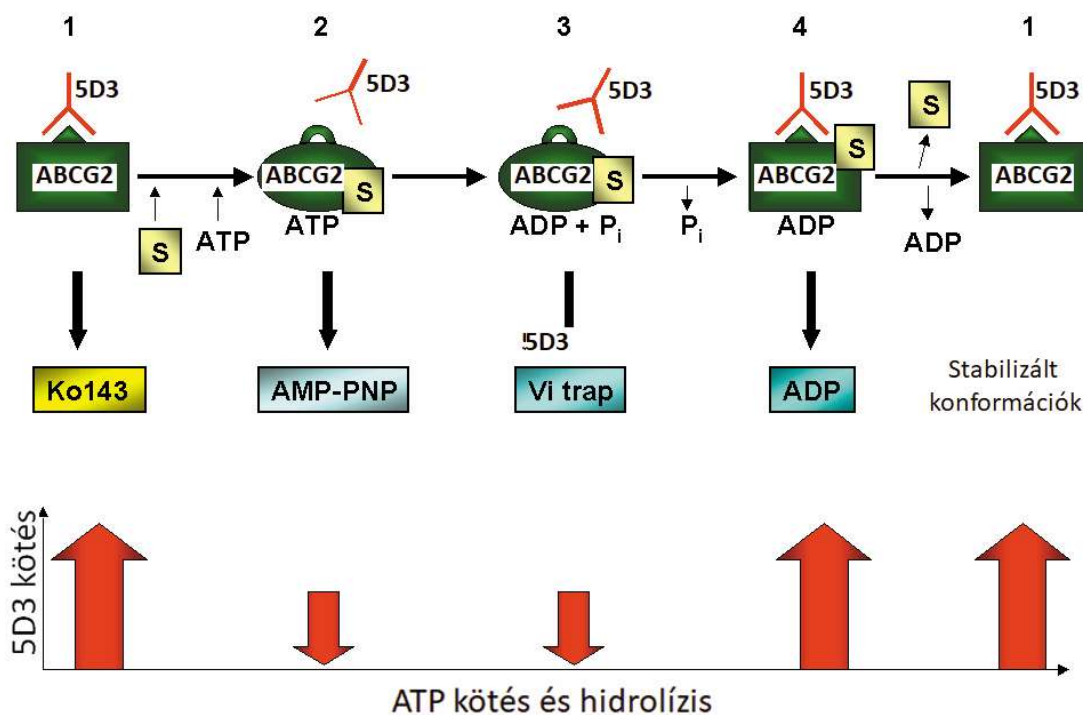 1 2 3 4 1
5D3 5D3 5D3 5D3 5D3
S
S
ABCG2 ABCG2 ABCG2 ABCG2 ABCG2
S S
ATP ADP + Pi Pi ADP
ATP ADP
S
!5D3
Ko143 AMP-PNP Vi trap ADP
Stabilizált
konformációk
5D3 kötés
ATP kötés és hidrolízis